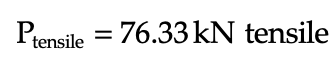 P_tensile = 76.33 kN tensile